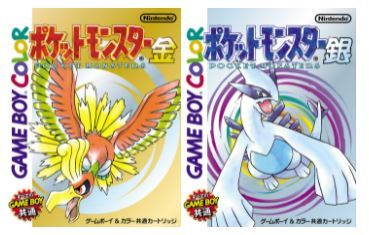 Nintendo
ポケットモンスター金
POCKET MONSTERS
GAME BOY COLOR
GAME BOY
共通
ゲームボーイ&カラー共通カートリッジ
Nintendo
ポケットモンスター銀
POCKET MONSTERS
GAME BOY COLOR
GAME BOY
共通
ゲームボーイ&カラー共通カートリッジ